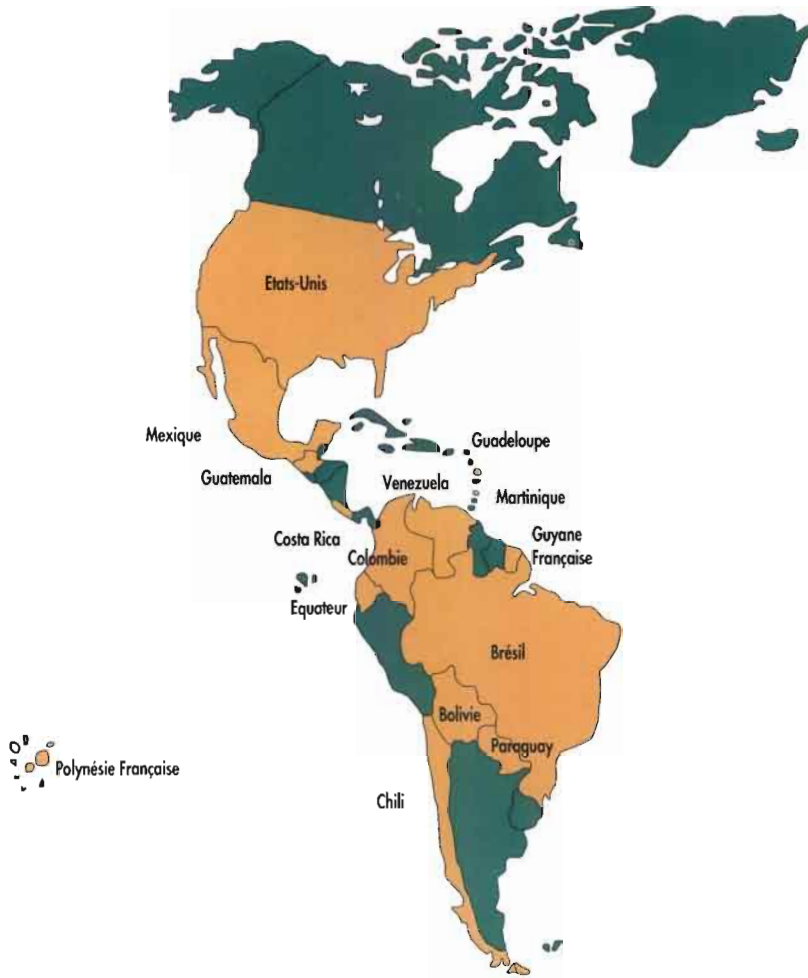 Etats-Unis
Mexique
Guadeloupe
Guatemala
Venezuela
Martinique
Costa Rica
Guyane
Française
Colombie
Equateur
Brésil
Bolivie
Paraguay
Polynésie Française
Chili